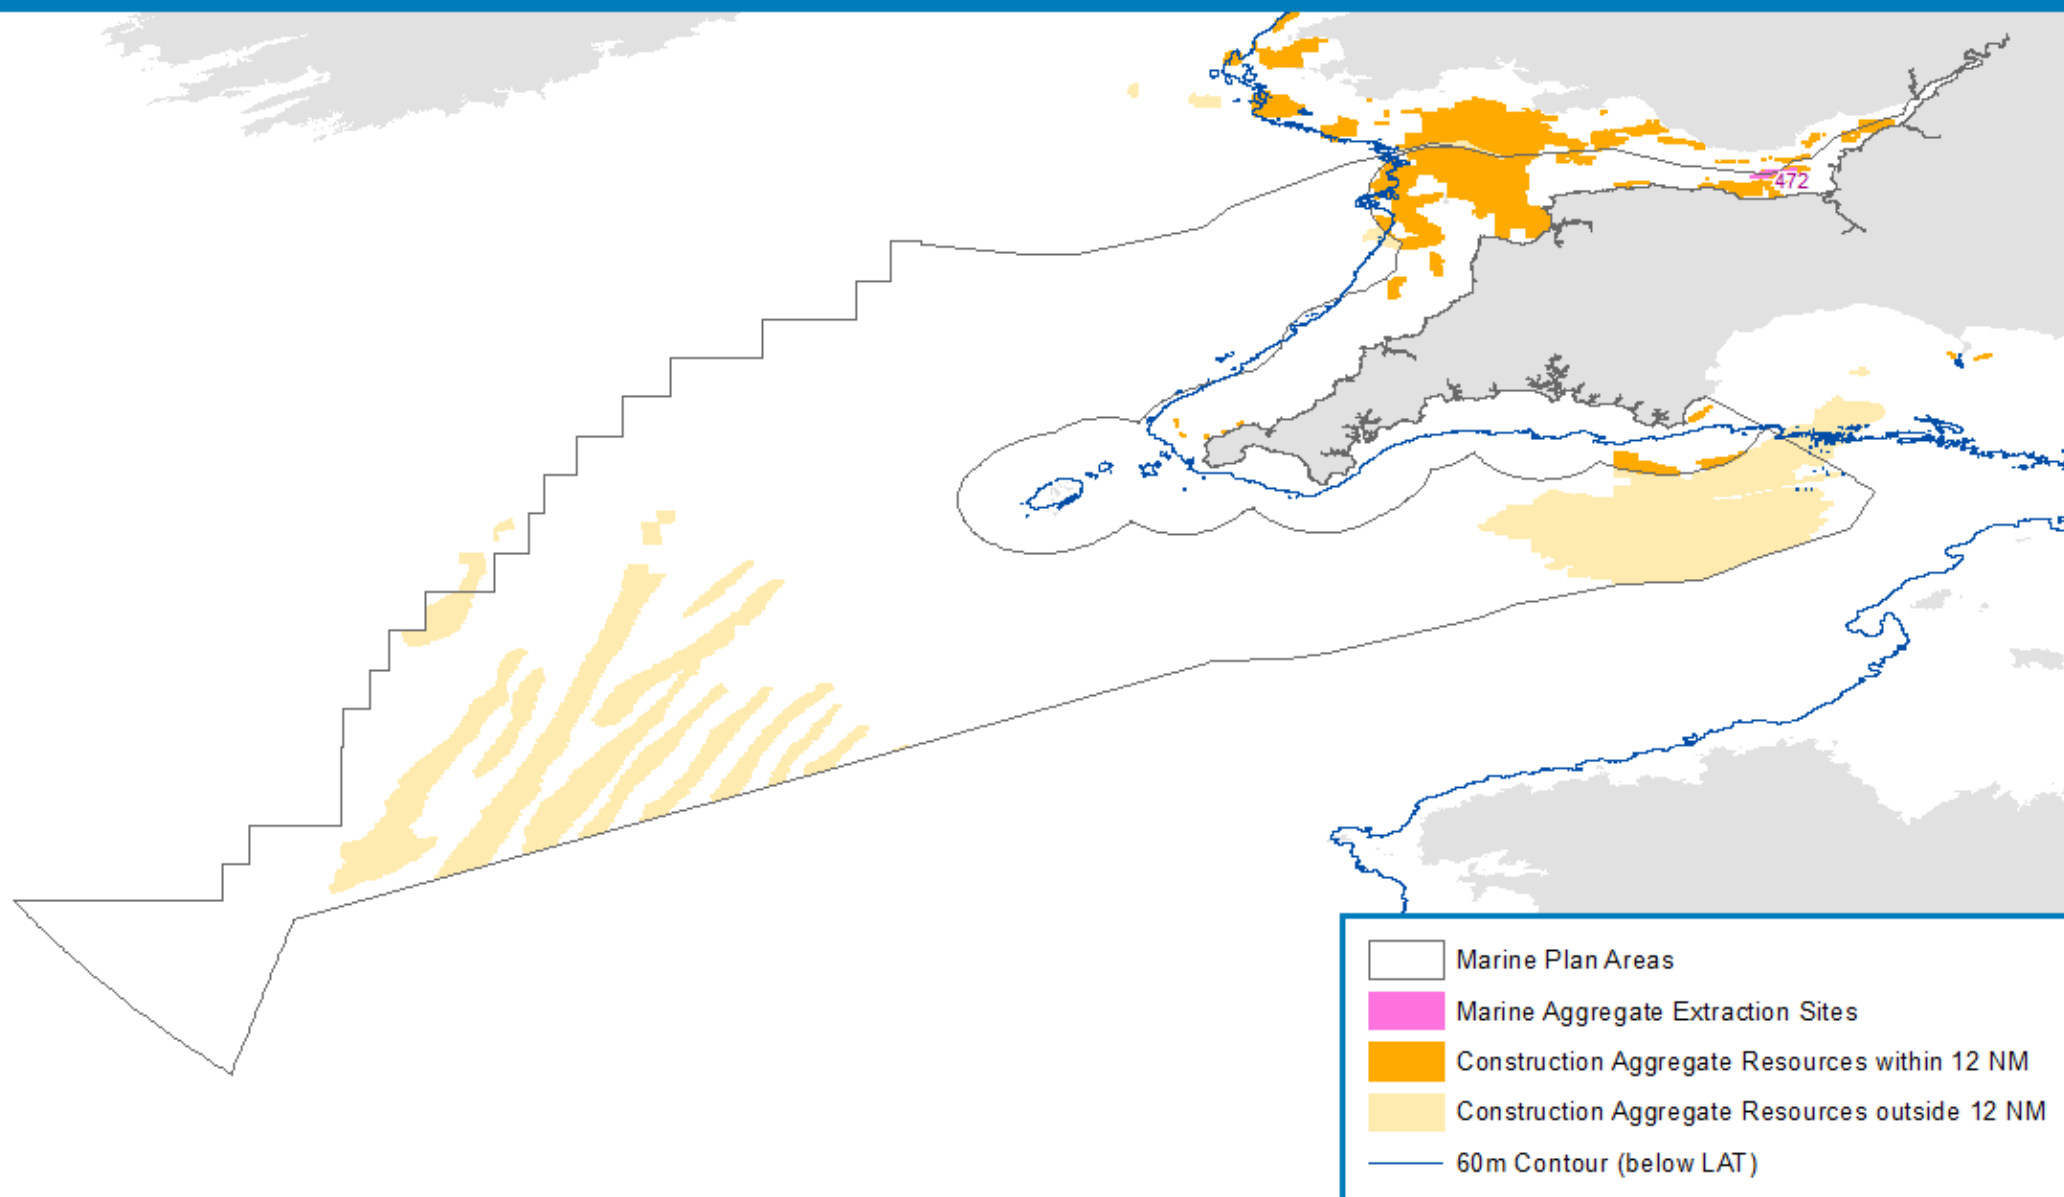 472
Marine Plan Areas
Marine Aggregate Extraction Sites
Construction Aggregate Resources within 12 NM
Construction Aggregate Resources outside 12 NM
60m Contour (below LAT)